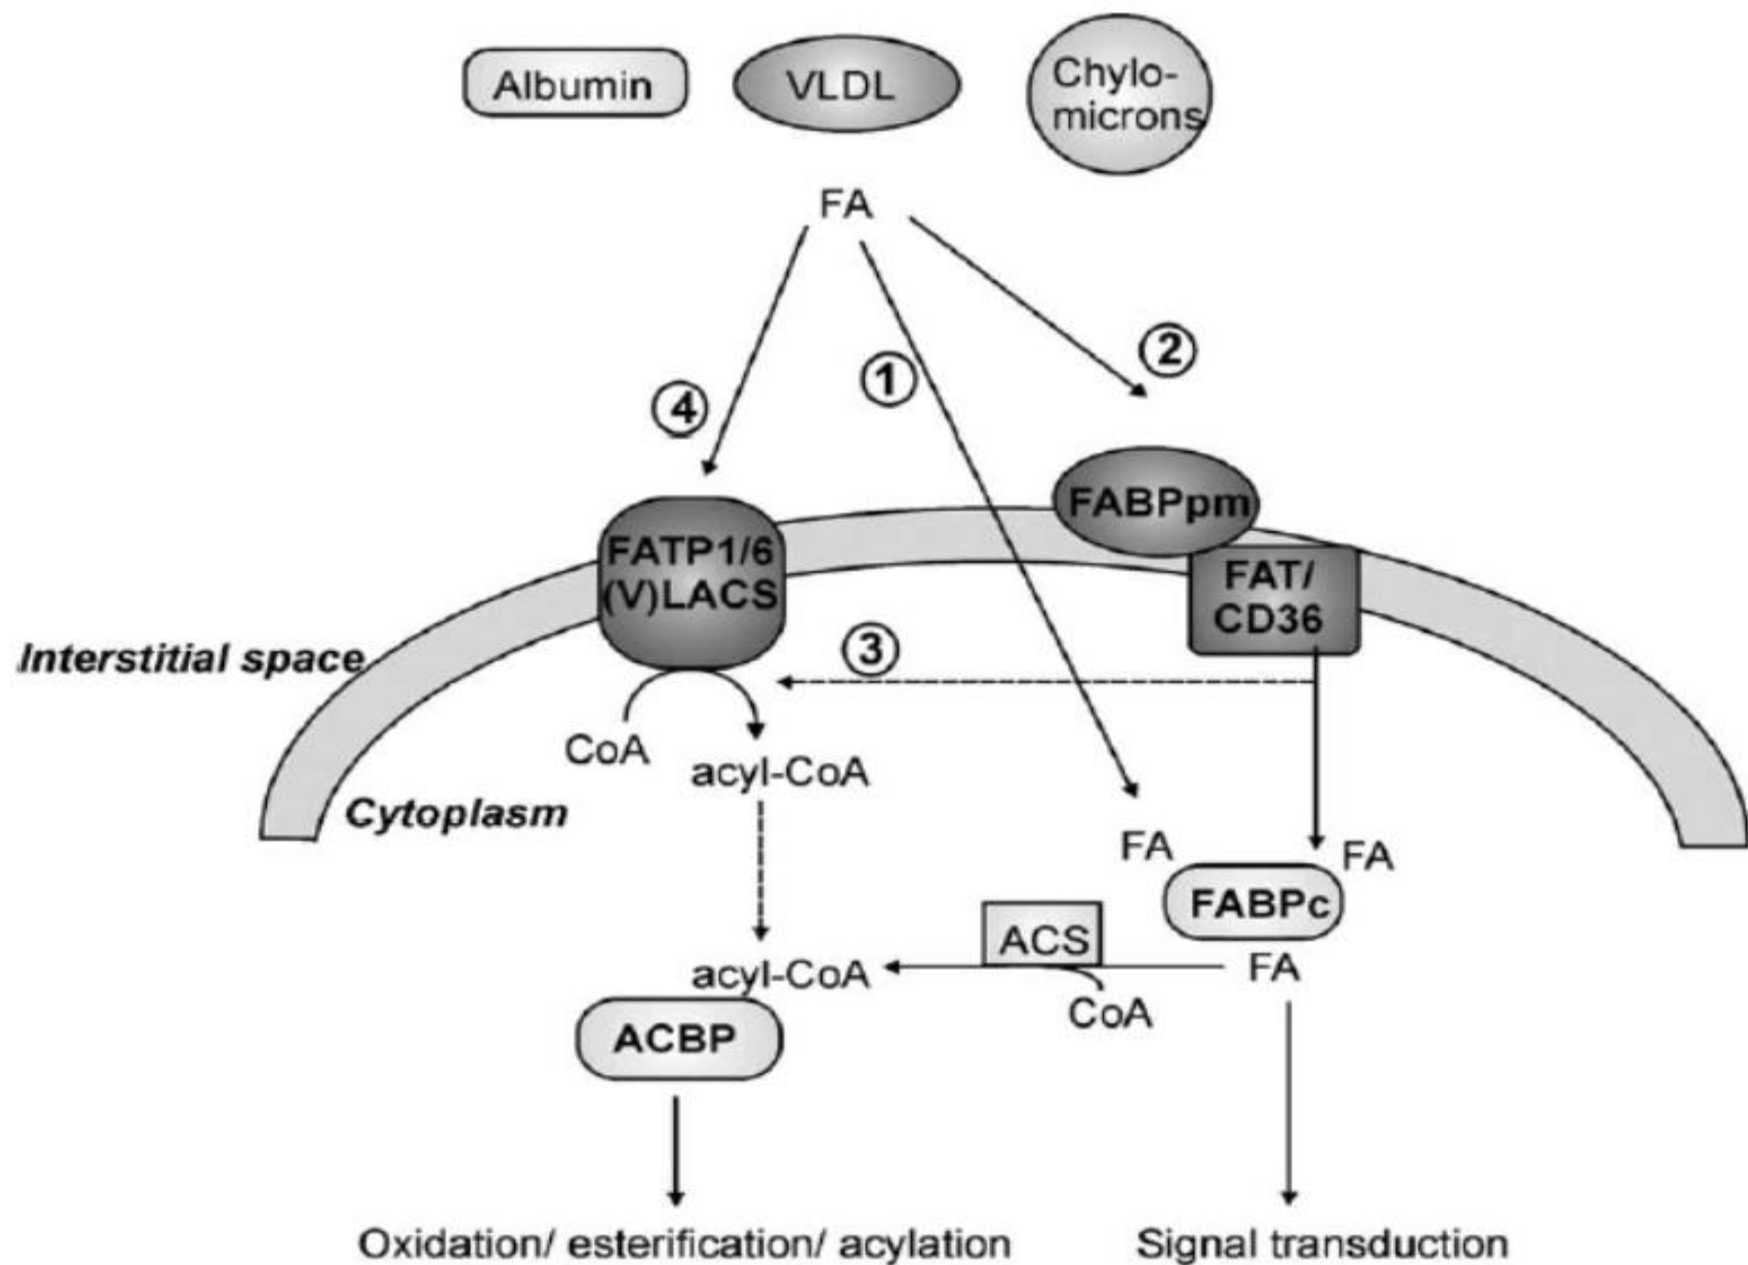 Albumin
VLDL
Chylo-
microns
FA
2
1
4
FABPpm
FATP1/6
(V)LACS
FAT/
CD36
Interstitial space
3
CoA
acyl-CoA
Cytoplasm
FA
FA
FABPc
ACS
acyl-CoA
FA
CoA
ACBP
Oxidation/ esterification/ acylation
Signal transduction